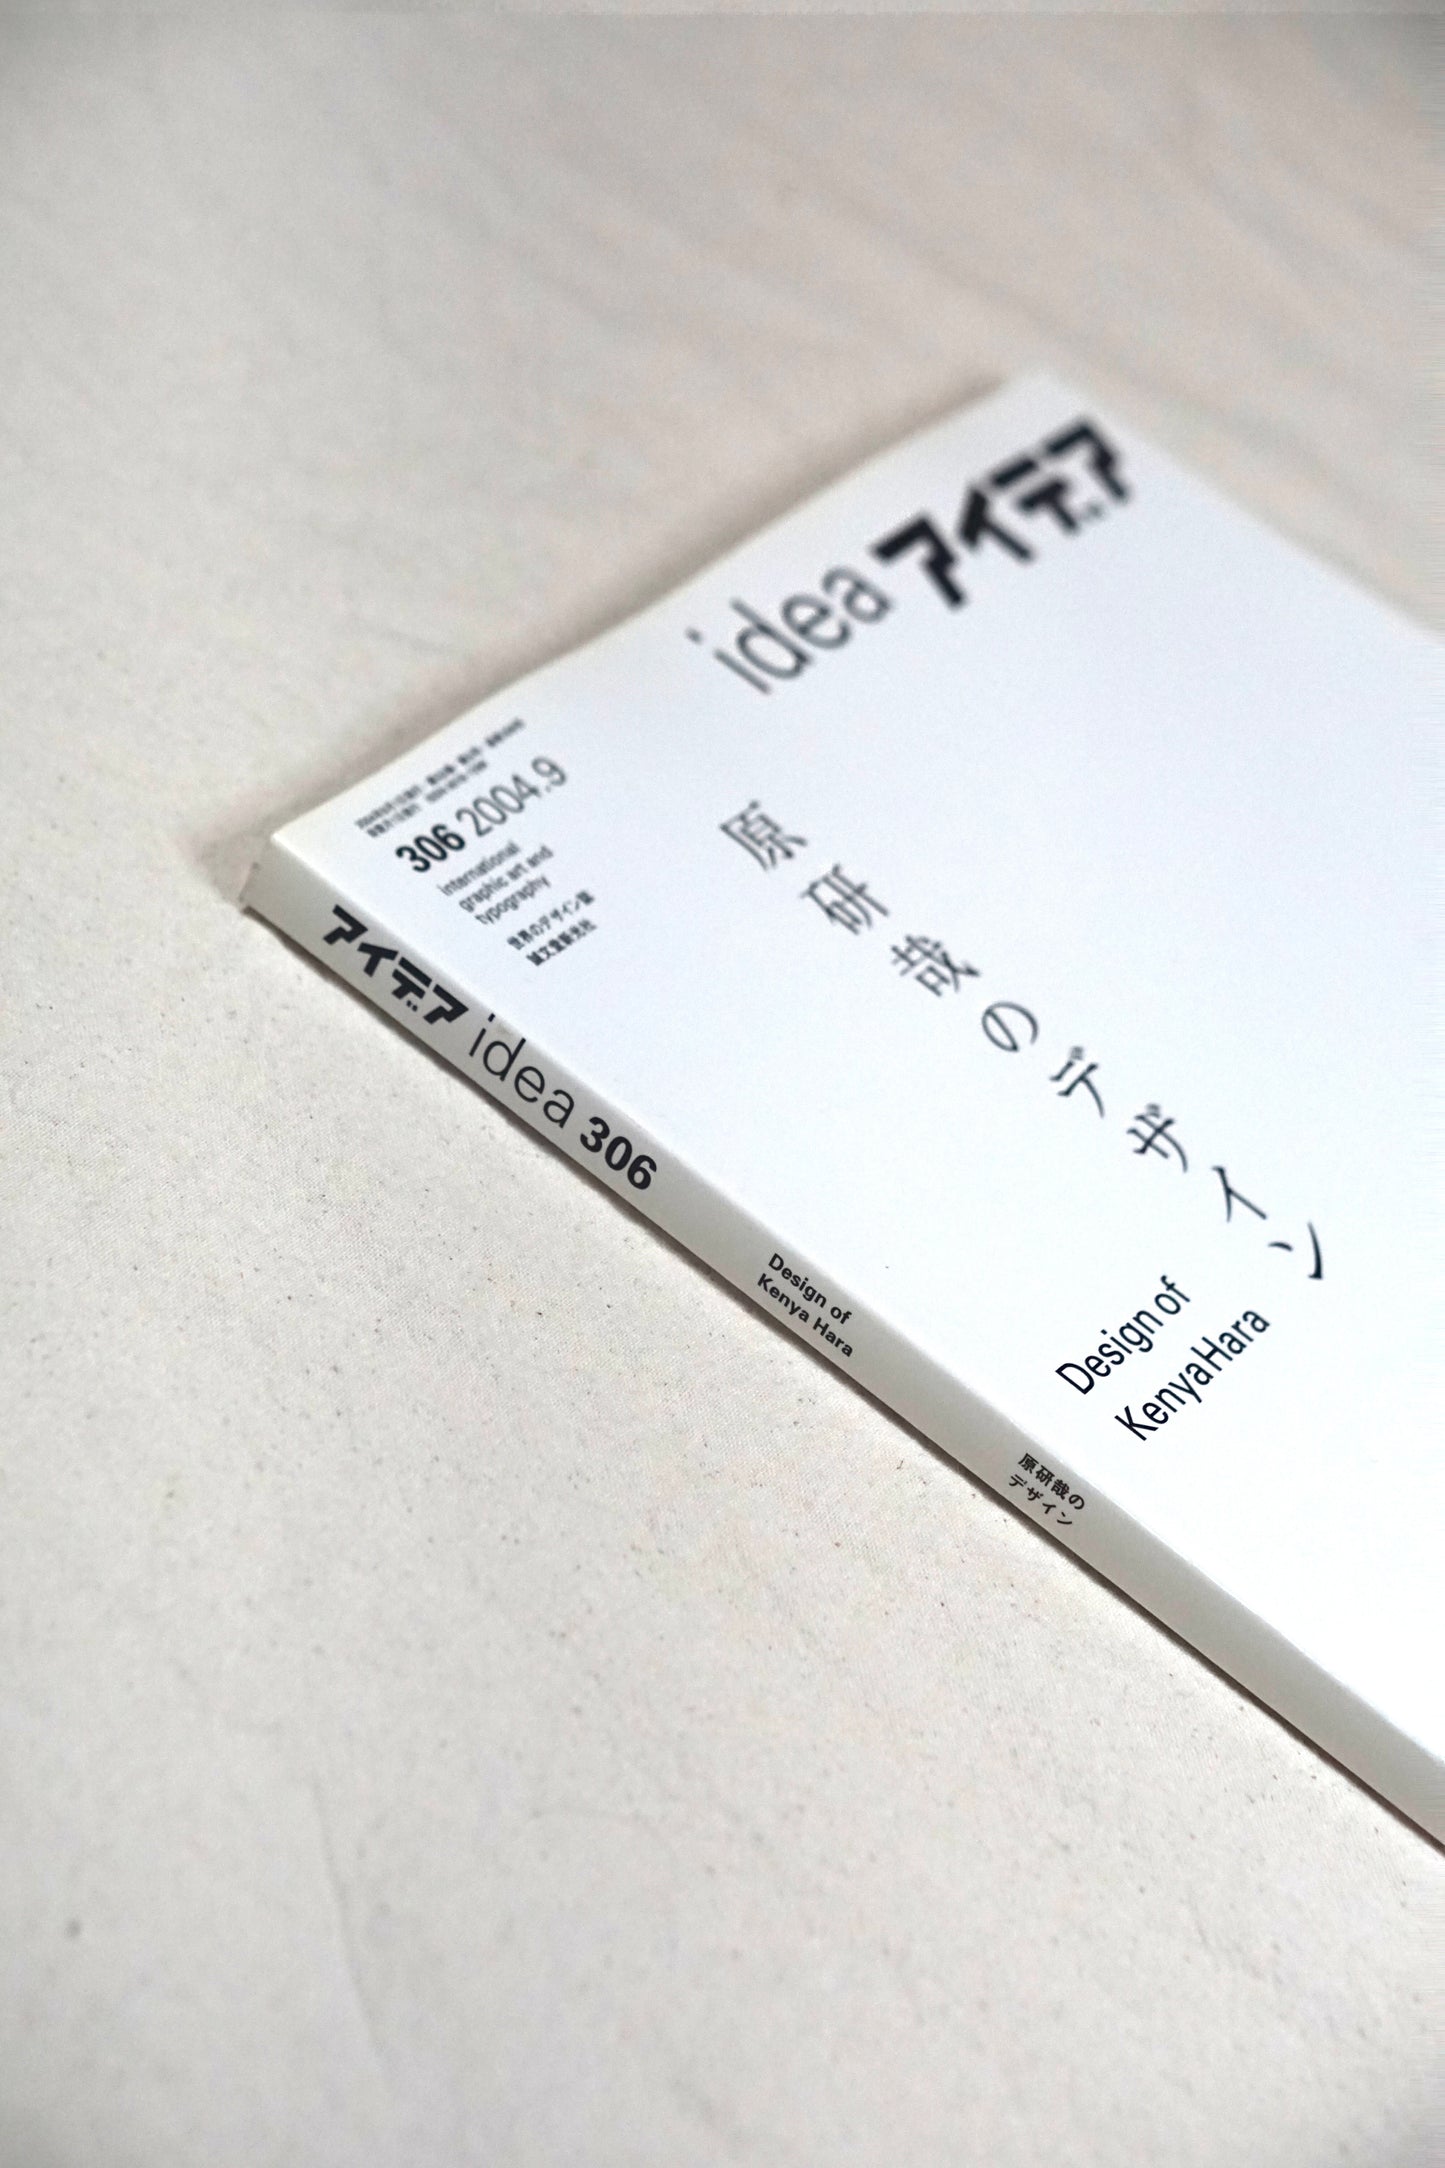 idea アイデア
306 2004.9
international
graphic art and
typography
世界のデザイン誌
誠文堂新光社
原研哉のデザイン
Design of
Kenya Hara
アイデア idea 306
Design of
Kenya Hara
原研哉の
デザイン